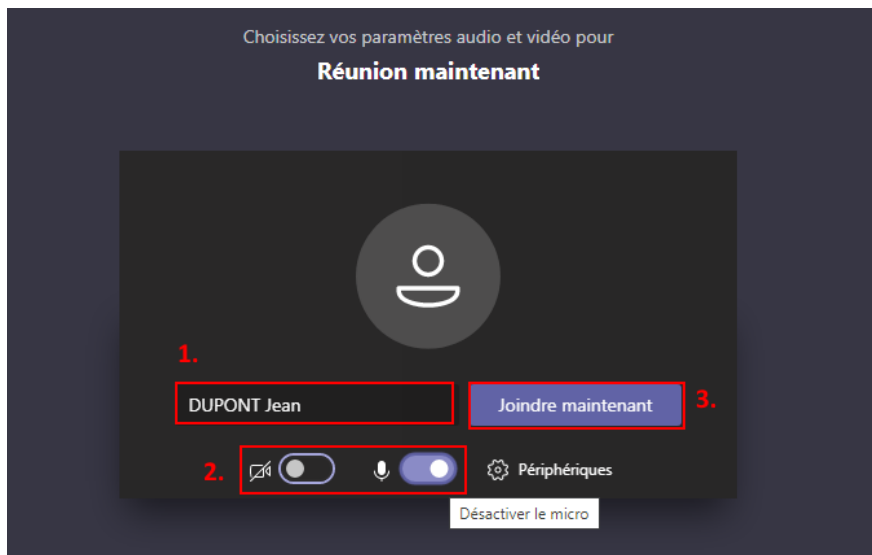 Choisissez vos paramètres audio et vidéo pour
Réunion maintenant
1.
DUPONT Jean
Joindre maintenant
3.
2.
Périphériques
Désactiver le micro